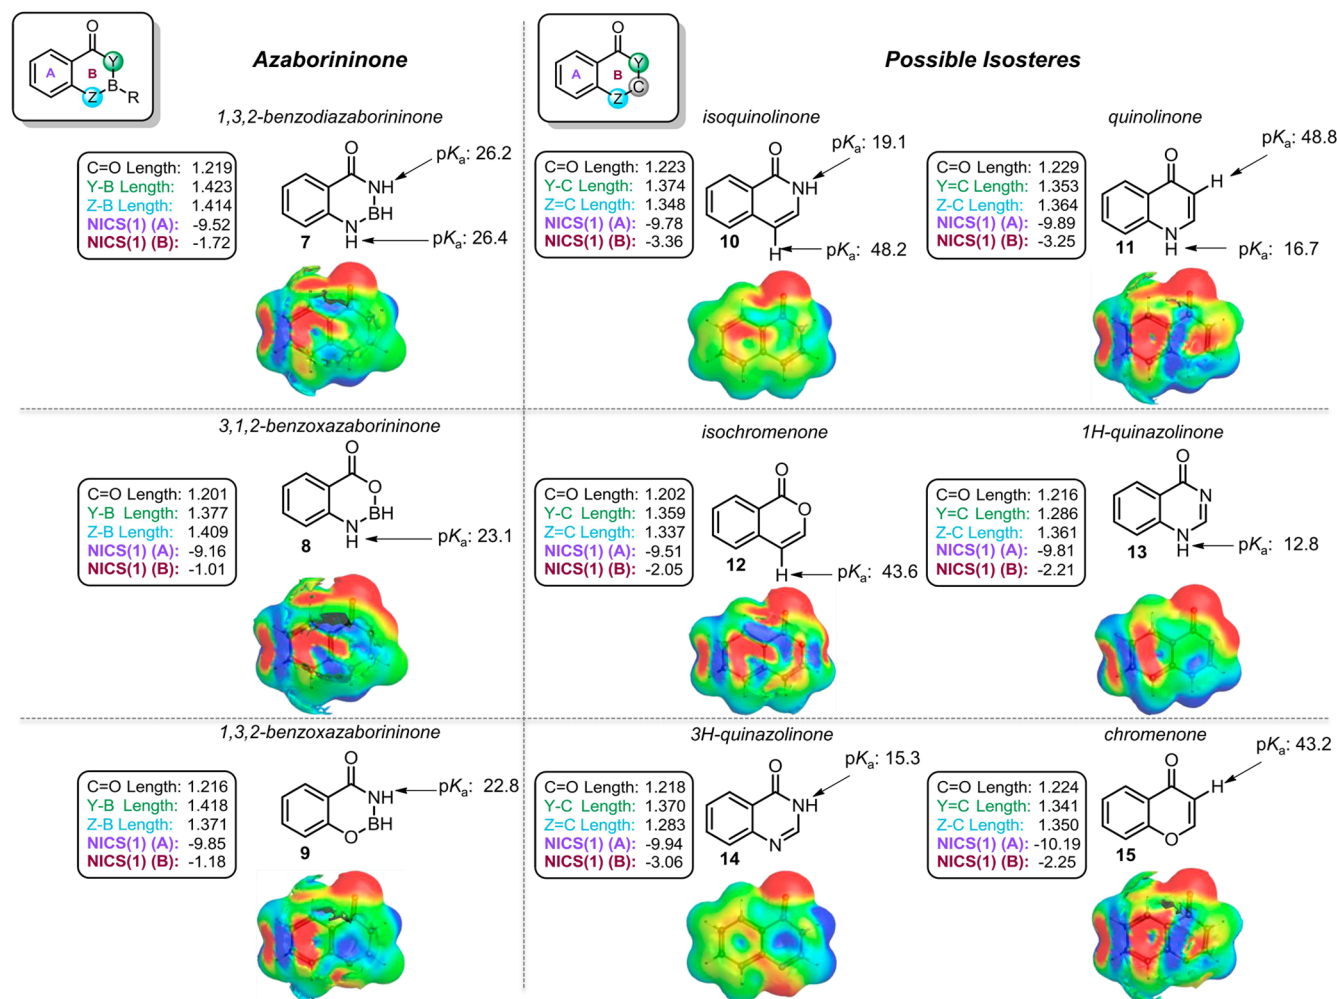 O
A
B
Y
Z
B
R
Azaborininone
O
A
B
Y
C
Z
Possible Isosteres
1,3,2-benzodiazaborininone
C=O Length: 1.219
Y-B Length: 1.423
Z-B Length: 1.414
NICS(1) (A): -9.52
NICS(1) (B): -1.72
O
NH
BH
N
H
7
pKa: 26.2
pKa: 26.4
isoquinolinone
C=O Length: 1.223
Y-C Length: 1.374
Z=C Length: 1.348
NICS(1) (A): -9.78
NICS(1) (B): -3.36
O
NH
H
10
pKa: 19.1
pKa: 48.2
quinolinone
C=O Length: 1.229
Y=C Length: 1.353
Z-C Length: 1.364
NICS(1) (A): -9.89
NICS(1) (B): -3.25
O
H
N
H
11
pKa: 48.8
pKa: 16.7
3,1,2-benzoxazaborininone
C=O Length: 1.201
Y-B Length: 1.377
Z-B Length: 1.409
NICS(1) (A): -9.16
NICS(1) (B): -1.01
O
O
BH
N
H
8
pKa: 23.1
isochromenone
C=O Length: 1.202
Y-C Length: 1.359
Z=C Length: 1.337
NICS(1) (A): -9.51
NICS(1) (B): -2.05
O
O
H
12
pKa: 43.6
1H-quinazolinone
C=O Length: 1.216
Y=C Length: 1.286
Z-C Length: 1.361
NICS(1) (A): -9.81
NICS(1) (B): -2.21
O
N
N
H
13
pKa: 12.8
1,3,2-benzoxazaborininone
C=O Length: 1.216
Y-B Length: 1.418
Z-B Length: 1.371
NICS(1) (A): -9.85
NICS(1) (B): -1.18
O
NH
BH
O
9
pKa: 22.8
3H-quinazolinone
C=O Length: 1.218
Y-C Length: 1.370
Z=C Length: 1.283
NICS(1) (A): -9.94
NICS(1) (B): -3.06
O
NH
N
14
pKa: 15.3
chromenone
C=O Length: 1.224
Y=C Length: 1.341
Z-C Length: 1.350
NICS(1) (A): -10.19
NICS(1) (B): -2.25
O
H
O
15
pKa: 43.2